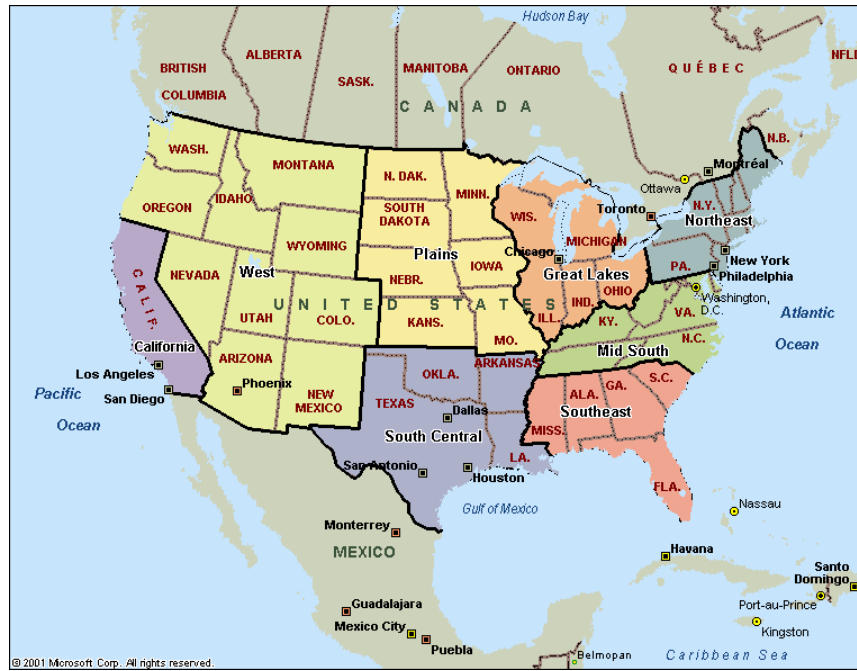 Hudson Bay
ALBERTA
BRITISH
COLUMBIA
SASK.
MANITOBA
ONTARIO
QUÉBEC
NFLD
CANADA
N.B.
WASH.
MONTANA
N. DAK.
MINN.
Montréal
Ottawa
OREGON
IDAHO
SOUTH
DAKOTA
WIS.
Toronto
N.Y.
Northeast
WYOMING
Plains
Chicago
MICHIGAN
New York
NEVADA
West
NEBR.
IOWA
Great Lakes
PA.
Philadelphia
UNITED STATES
OHIO
Washington,
D.C.
CALIF.
UTAH
COLO.
KANS.
MO.
ILL.
IND.
KY.
VA.
Atlantic
Ocean
California
Mid South
N.C.
Los Angeles
ARIZONA
OKLA.
ARKANSAS
San Diego
Phoenix
NEW
MEXICO
TEXAS
Dallas
ALA.
GA.
S.C.
Pacific
Ocean
South Central
MISS.
Southeast
San Antonio
Houston
LA.
FLA.
Gulf of Mexico
Nassau
Monterrey
MEXICO
Havana
Santo
Domingo
Guadalajara
Mexico City
Puebla
Port-au-Prince
Kingston
Belmopan
Caribbean Sea
© 2001 Microsoft Corp. All rights reserved.